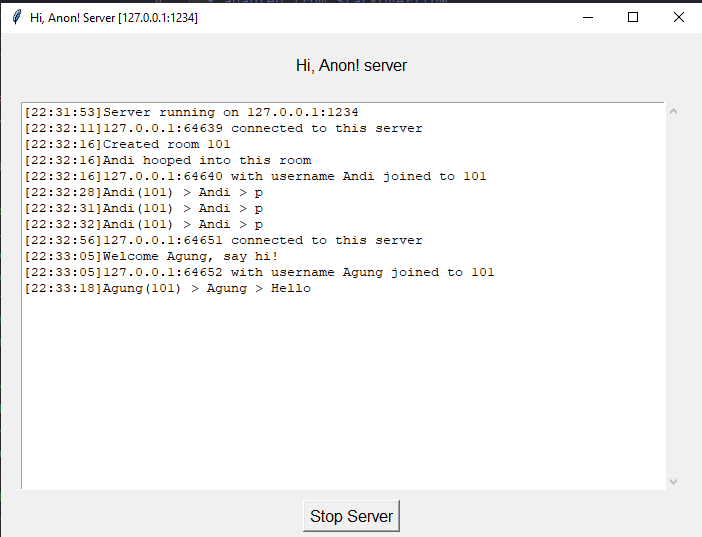 Hi, Anon! Server [127.0.0.1:1234]
Hi, Anon! server
[22:31:53]Server running on 127.0.0.1:1234
[22:32:11]127.0.0.1:64639 connected to this server
[22:32:16]Created room 101
[22:32:16]Andi hooped into this room
[22:32:16]127.0.0.1:64640 with username Andi joined to 101
[22:32:28]Andi(101) > Andi > p
[22:32:31]Andi(101) > Andi > p
[22:32:32]Andi(101) > Andi > p
[22:32:56]127.0.0.1:64651 connected to this server
[22:33:05]Welcome Agung, say hi!
[22:33:05]127.0.0.1:64652 with username Agung joined to 101
[22:33:18]Agung(101) > Agung > Hello
Stop Server